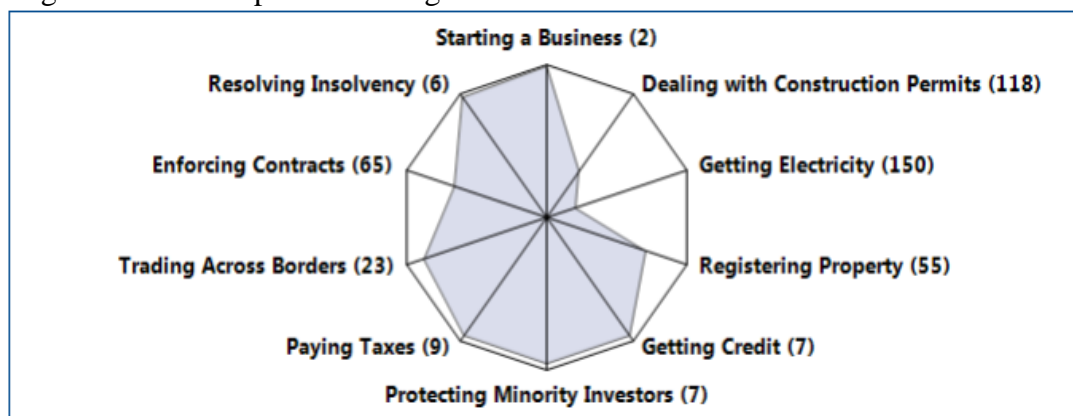 Starting a Business (2)
Resolving Insolvency (6)
Dealing with Construction Permits (118)
Enforcing Contracts (65)
Getting Electricity (150)
Trading Across Borders (23)
Registering Property (55)
Paying Taxes (9)
Getting Credit (7)
Protecting Minority Investors (7)